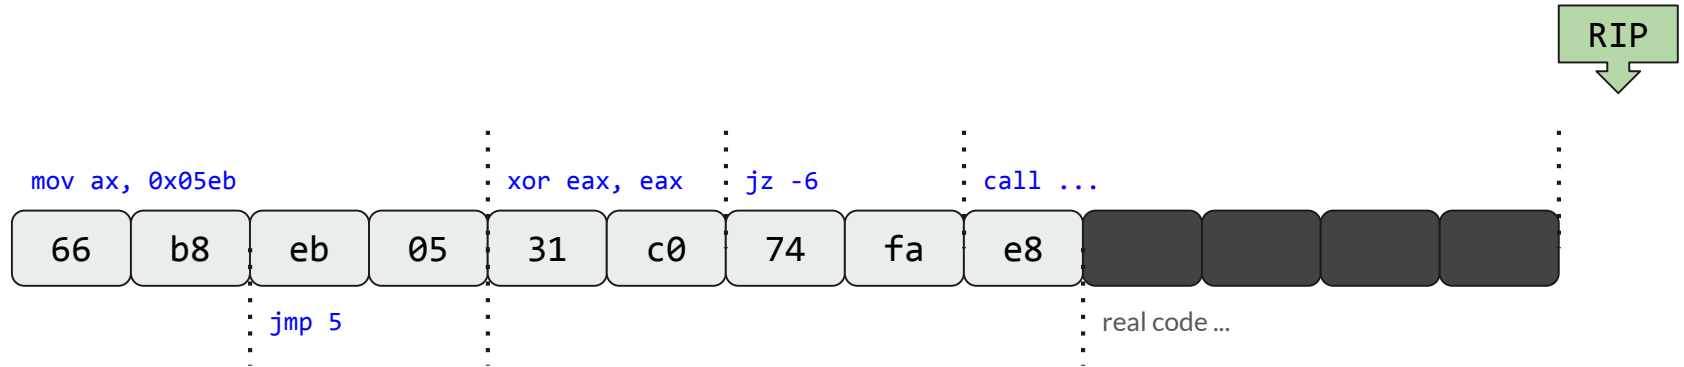 RIP
mov ax, 0x05eb
xor eax, eax
jz -6
call ...
66 b8 eb 05 31 c0 74 fa e8
jmp 5
real code ...